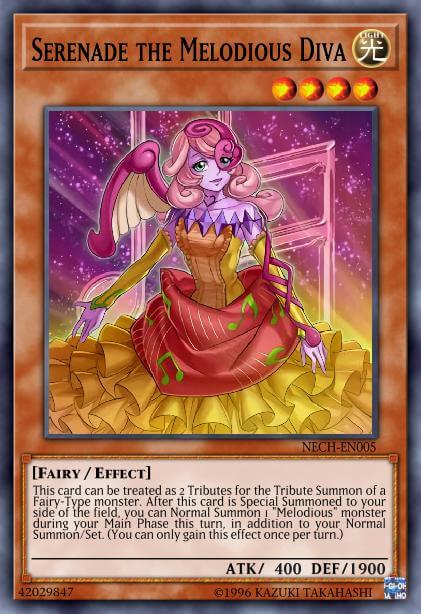 SERENADE THE MELODIOUS DIVA
LIGHT
光
NECH-EN005
[FAIRY / EFFECT]
This card can be treated as 2 Tributes for the Tribute Summon of a
Fairy-Type monster. After this card is Special Summoned to your
side of the field, you can Normal Summon 1 "Melodious" monster
during your Main Phase this turn, in addition to your Normal
Summon/Set. (You can only gain this effect once per turn.)
ATK/ 400 DEF/1900
42029847
©1996 KAZUKI TAKAHASHI